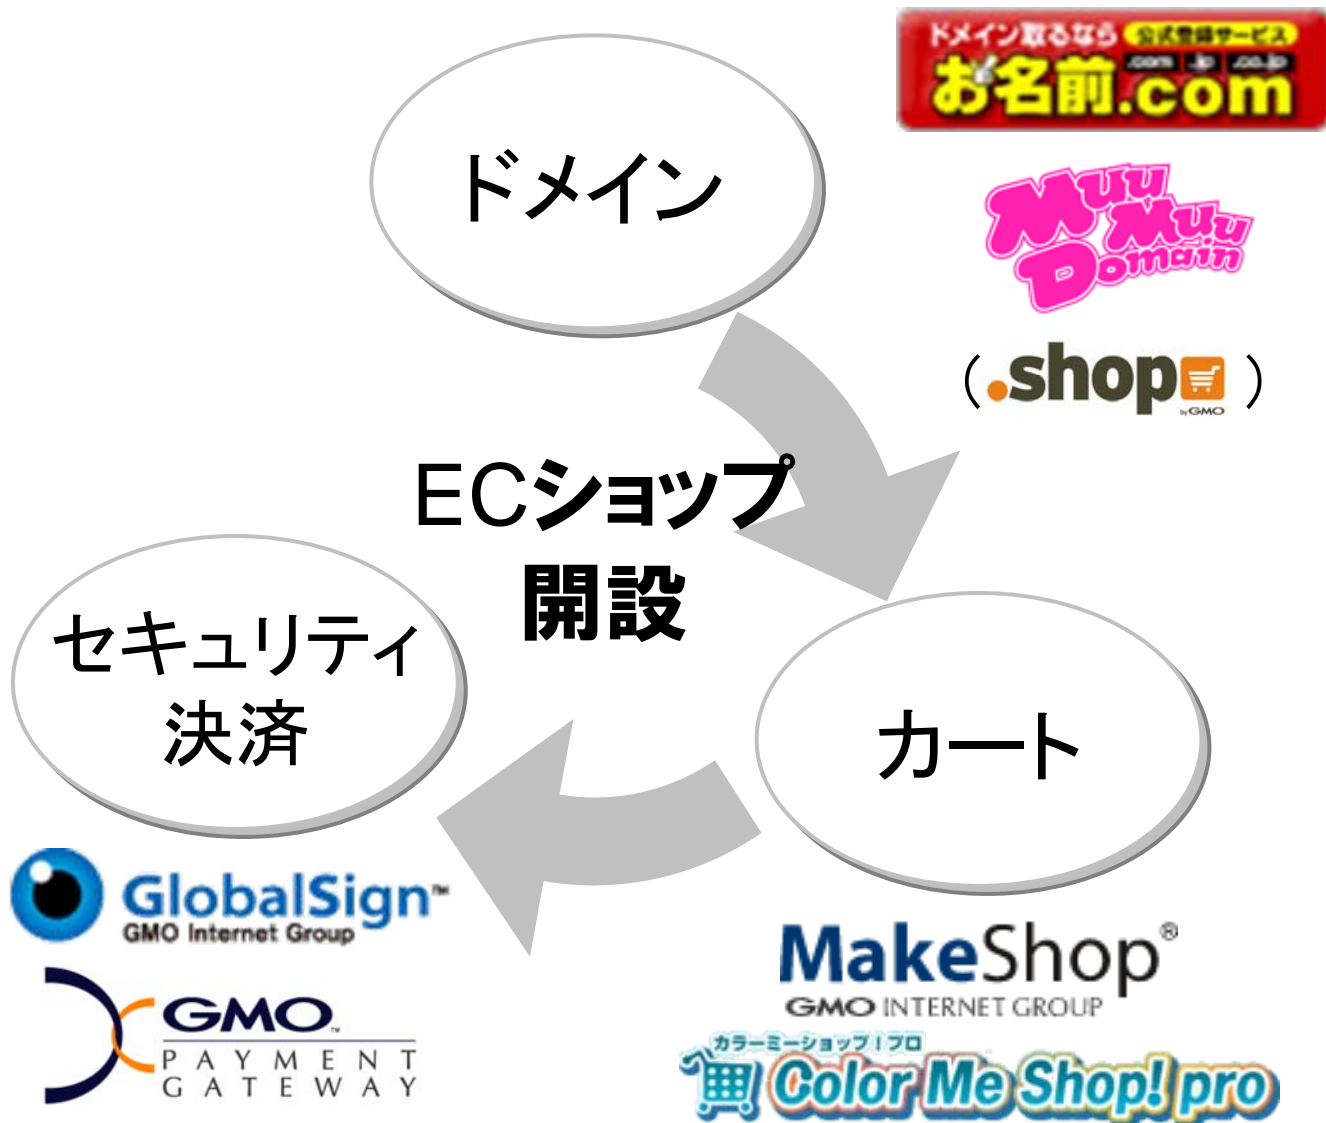 ドメイン取るなら 公式登録サービス
.com .jp .co.jp
お名前.com
ドメイン
Muu
Muu
Domain
( .shop )
by GMO
ECショップ
開設
セキュリティ
決済
カート
GlobalSign™
GMO Internet Group
GMO™
PAYMENT
GATEWAY
MakeShop®
GMO INTERNET GROUP
カラーミーショップ!プロ
Color Me Shop! pro